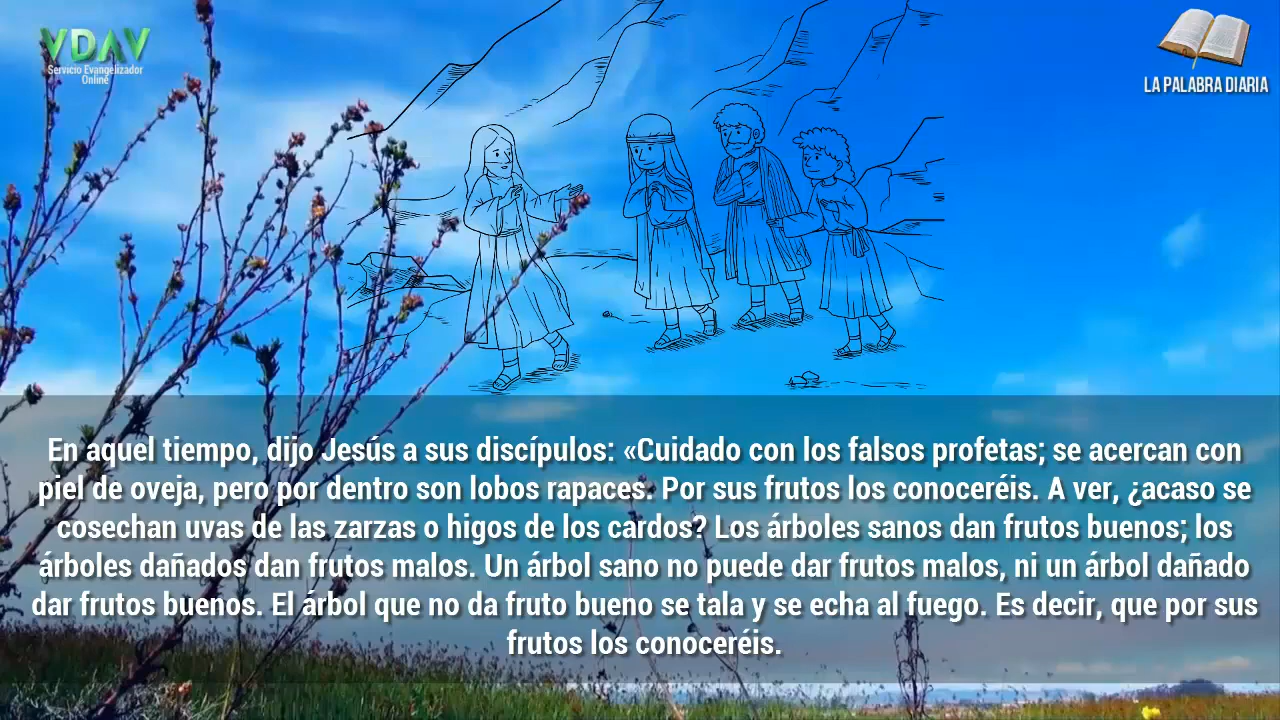 VDAV
Servicio Evangelizador
Online
LA PALABRA DIARIA
En aquel tiempo, dijo Jesús a sus discípulos: «Cuidado con los falsos profetas; se acercan con
piel de oveja, pero por dentro son lobos rapaces. Por sus frutos los conoceréis. A ver, ¿acaso se
cosechan uvas de las zarzas o higos de los cardos? Los árboles sanos dan frutos buenos; los
árboles dañados dan frutos malos. Un árbol sano no puede dar frutos malos, ni un árbol dañado
dar frutos buenos. El árbol que no da fruto bueno se tala y se echa al fuego. Es decir, que por sus
frutos los conoceréis.